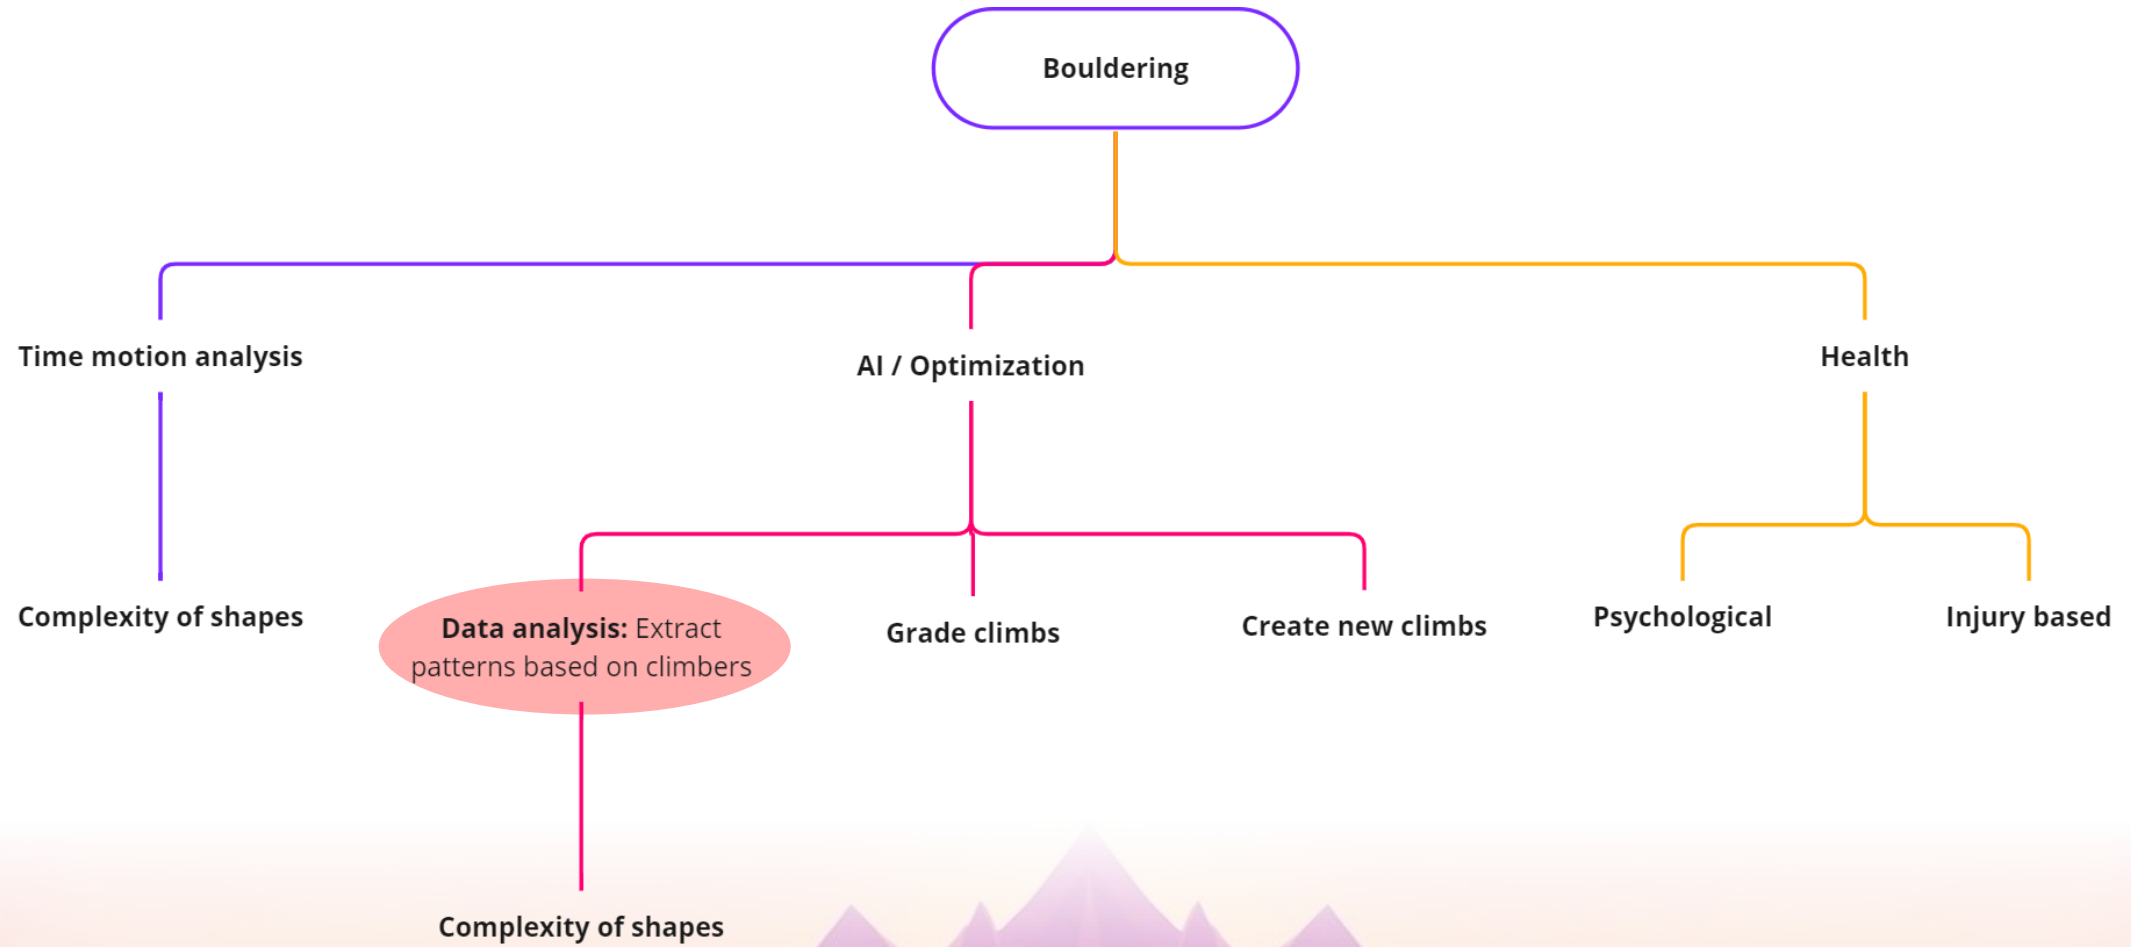 Bouldering
Time motion analysis
AI / Optimization
Health
Complexity of shapes
Data analysis: Extract
patterns based on climbers
Grade climbs
Create new climbs
Psychological
Injury based
Complexity of shapes